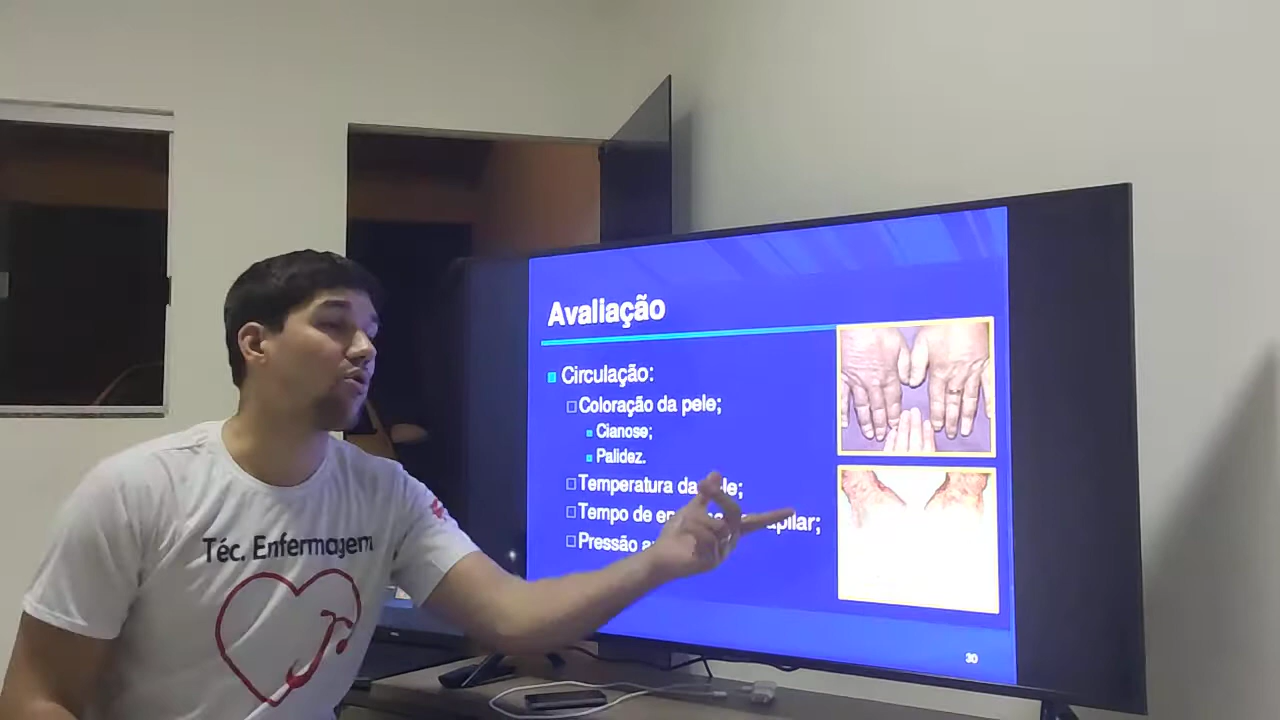 Avaliação
Circulação:
Coloração da pele;
Cianose;
Palidez.
Temperatura da
Tempo de
Pressão
30
Téc. Enfermagem